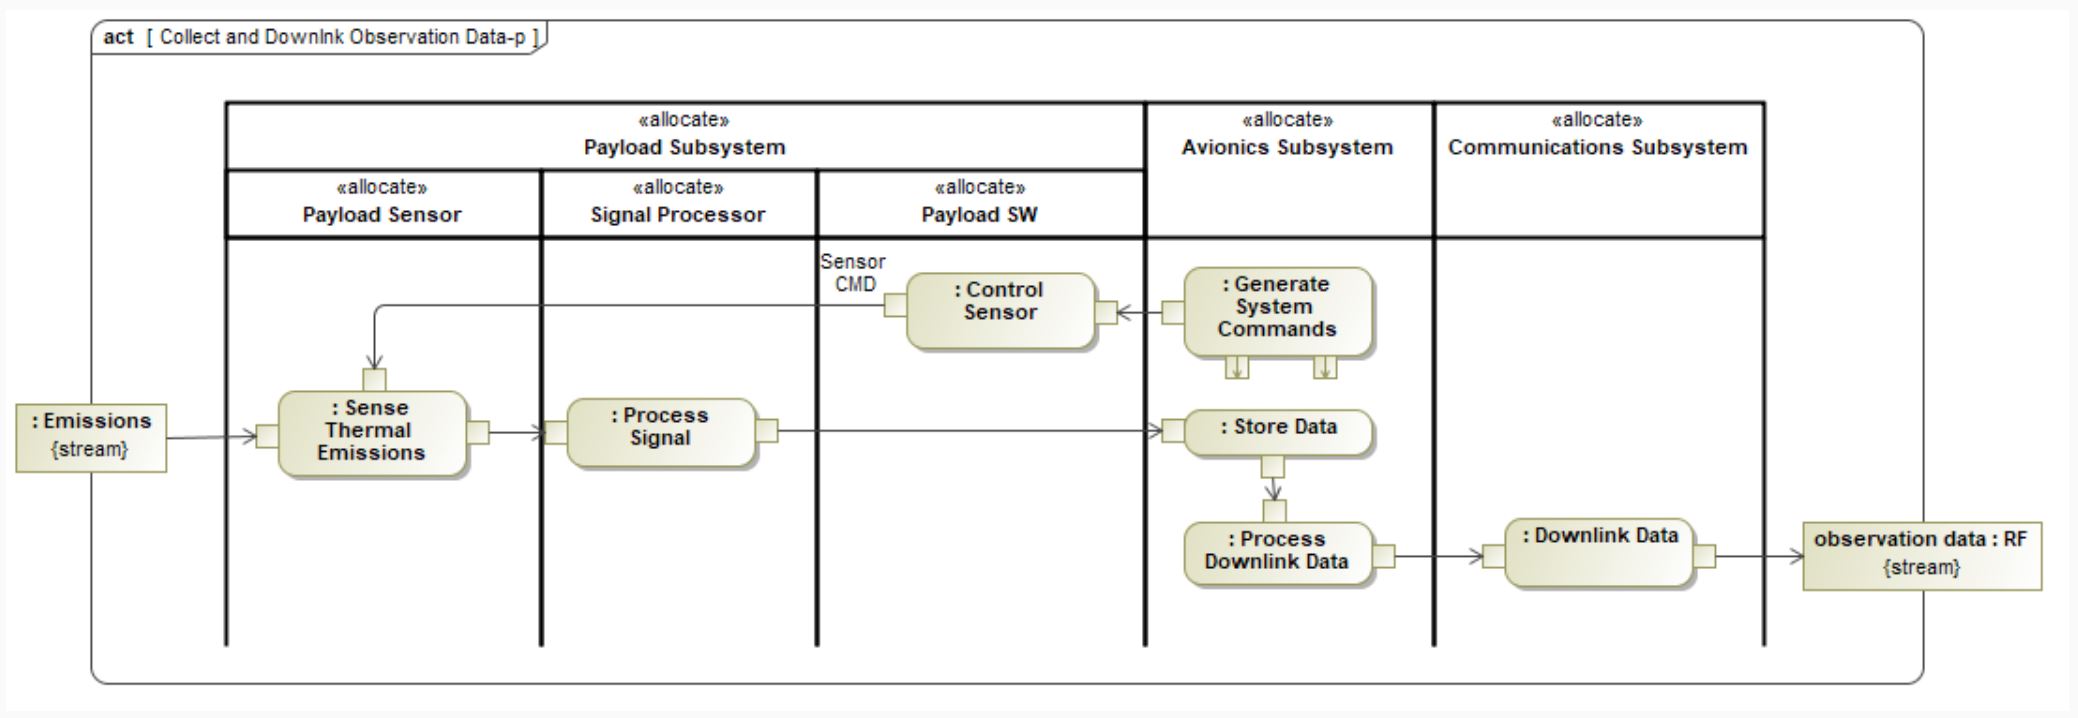 act [ Collect and Downlnk Observation Data-p ]
«allocate»
Payload Subsystem
«allocate»
Avionics Subsystem
«allocate»
Communications Subsystem
«allocate»
Payload Sensor
«allocate»
Signal Processor
«allocate»
Payload SW
Sensor
CMD
: Control
Sensor
: Generate
System
Commands
: Emissions
{stream}
: Sense
Thermal
Emissions
: Process
Signal
: Store Data
: Process
Downlink Data
: Downlink Data
observation data : RF
{stream}